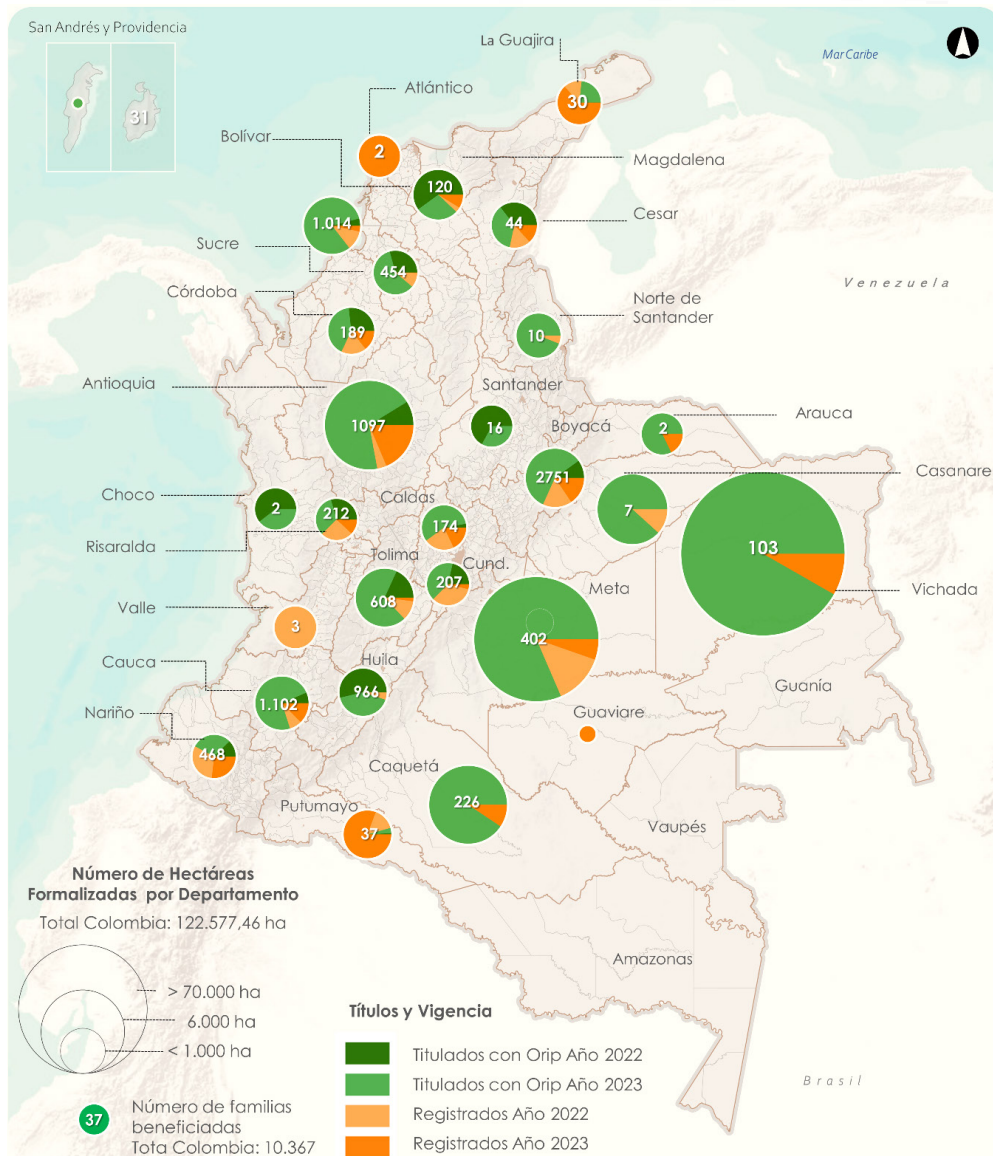 San Andrés y Providencia
31
La Guajira
30
Mar Caribe
Atlántico
2
Bolívar
120
Magdalena
Cesar
44
1.014
Sucre
454
Venezuela
Córdoba
189
Norte de
Santander
10
Antioquia
1097
Santander
16
Boyacá
2751
Arauca
2
Casanare
7
Choco
2
Risaralda
212
Caldas
174
103
Vichada
Tolima
608
Cund.
207
Meta
402
Valle
3
Cauca
1.102
Huila
966
Guanía
Nariño
468
Guaviare
Caquetá
226
Putumayo
37
Vaupés
Amazonas
Brasil
Número de Hectáreas
Formalizadas por Departamento
Total Colombia: 122.577,46 ha
> 70.000 ha
6.000 ha
< 1.000 ha
37
Número de familias
beneficiadas
Tota Colombia: 10.367
Títulos y Vigencia
Titulados con Orip Año 2022
Titulados con Orip Año 2023
Registrados Año 2022
Registrados Año 2023